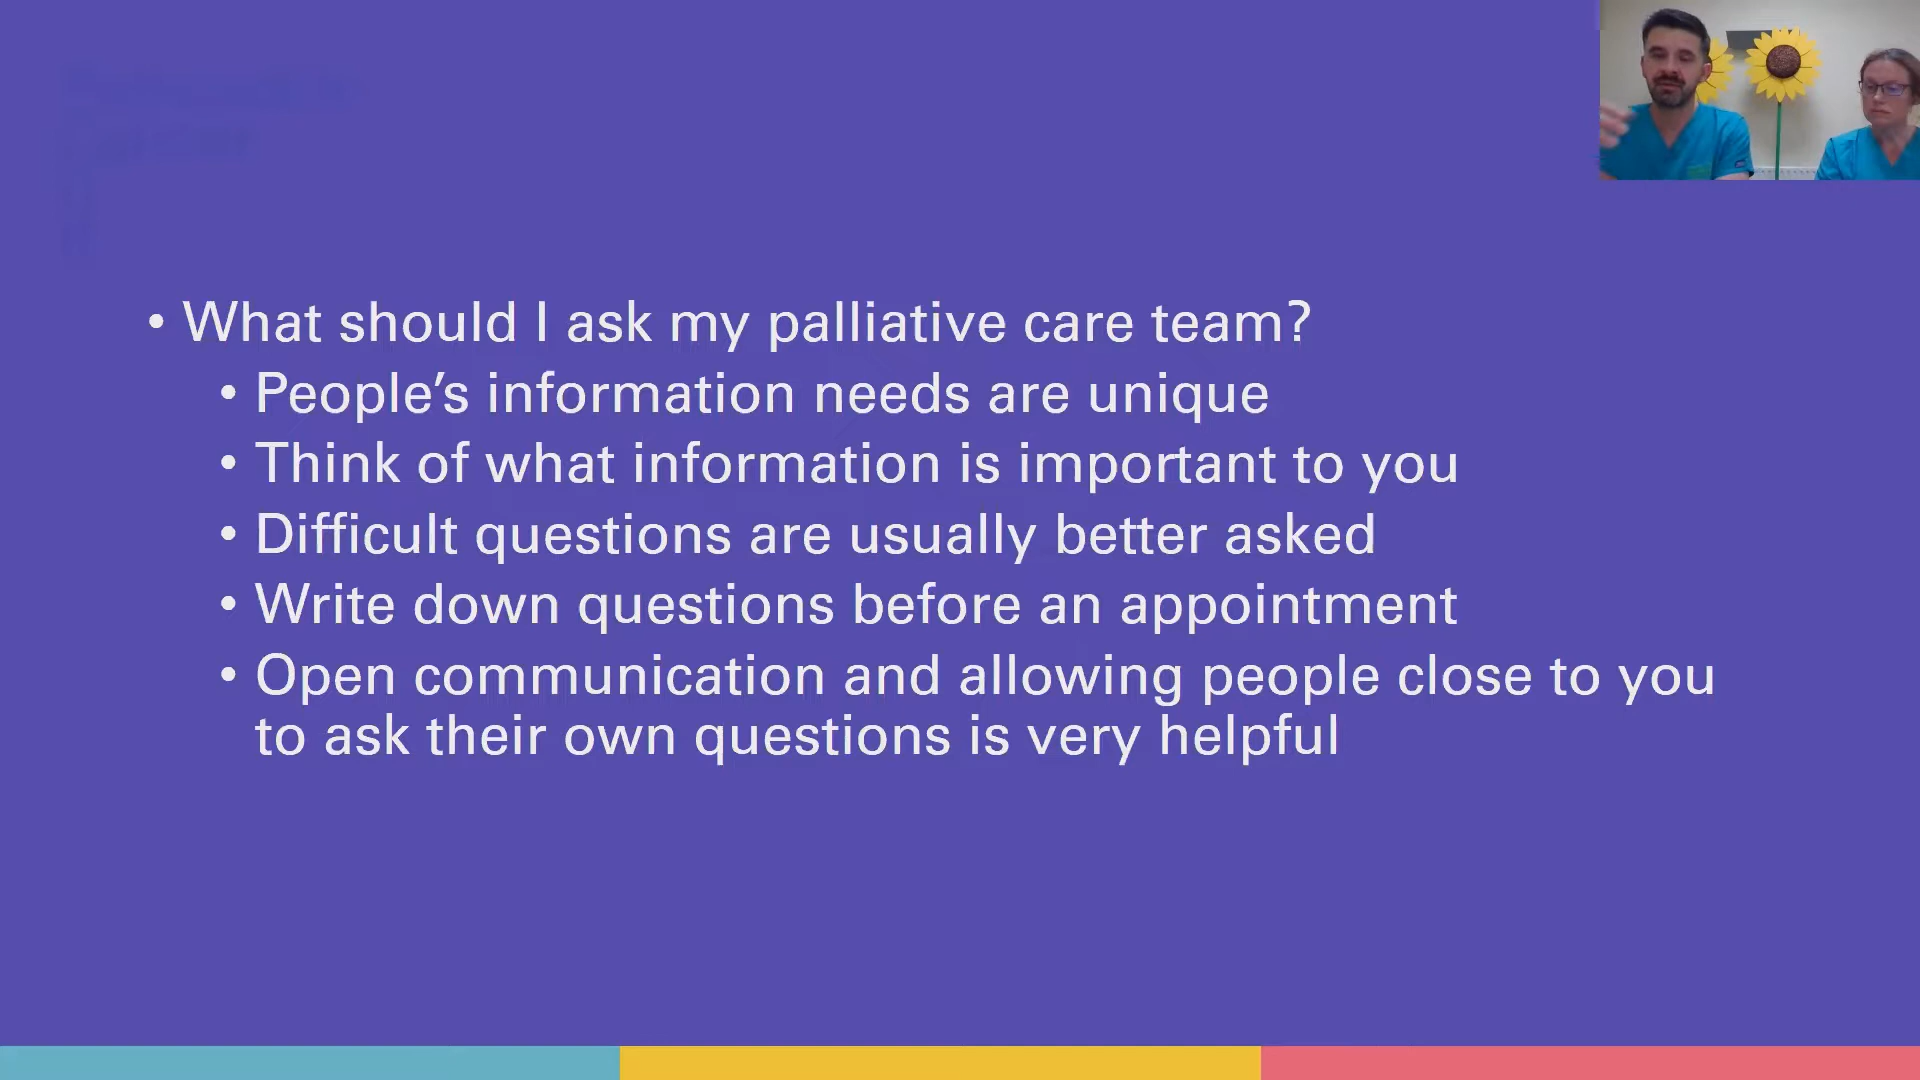 • What should I ask my palliative care team?
• People’s information needs are unique
• Think of what information is important to you
• Difficult questions are usually better asked
• Write down questions before an appointment
• Open communication and allowing people close to you
to ask their own questions is very helpful